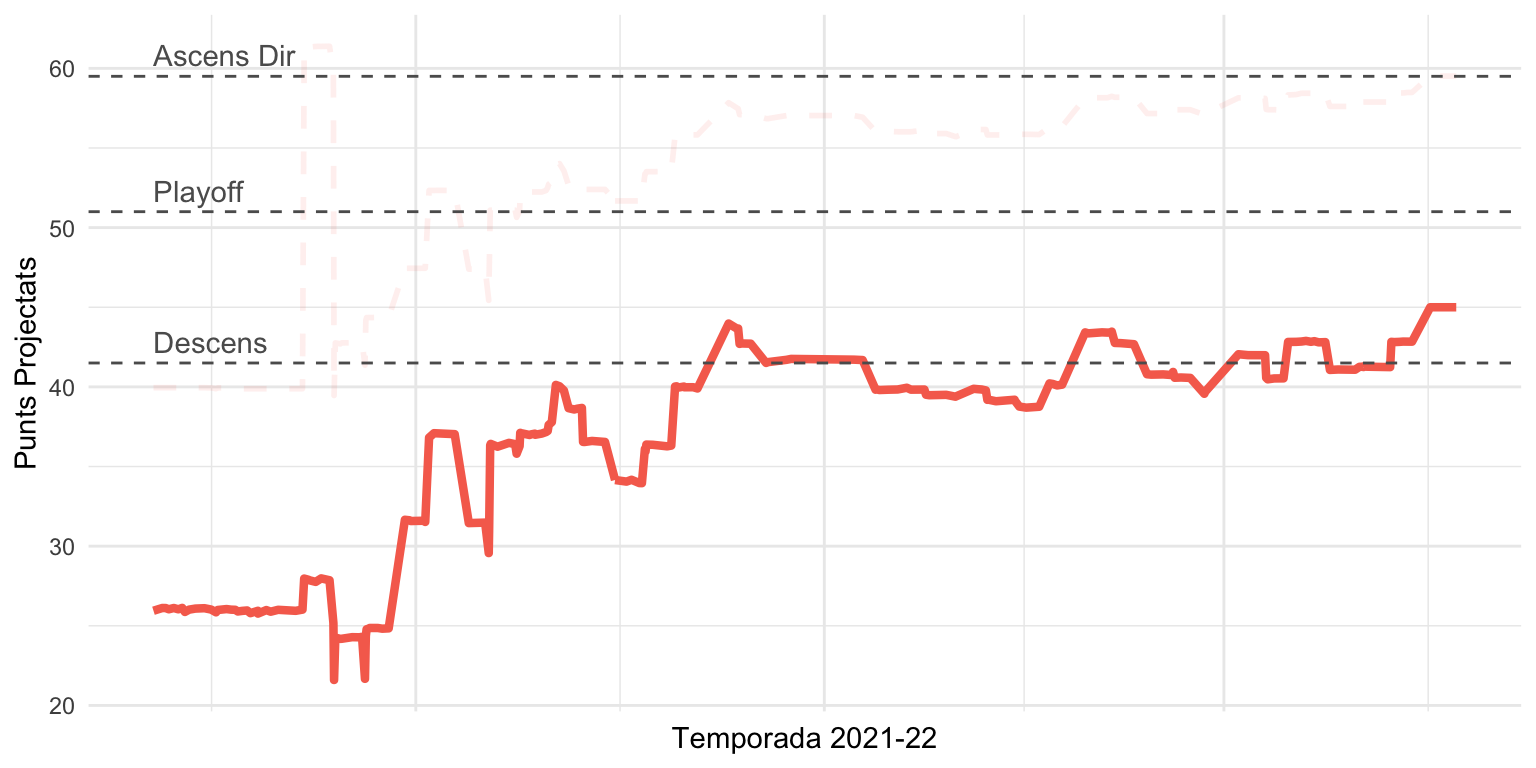 Ascens Dir
60
Playoff
50
Descens
40
30
20
Punts Projectats
Temporada 2021-22